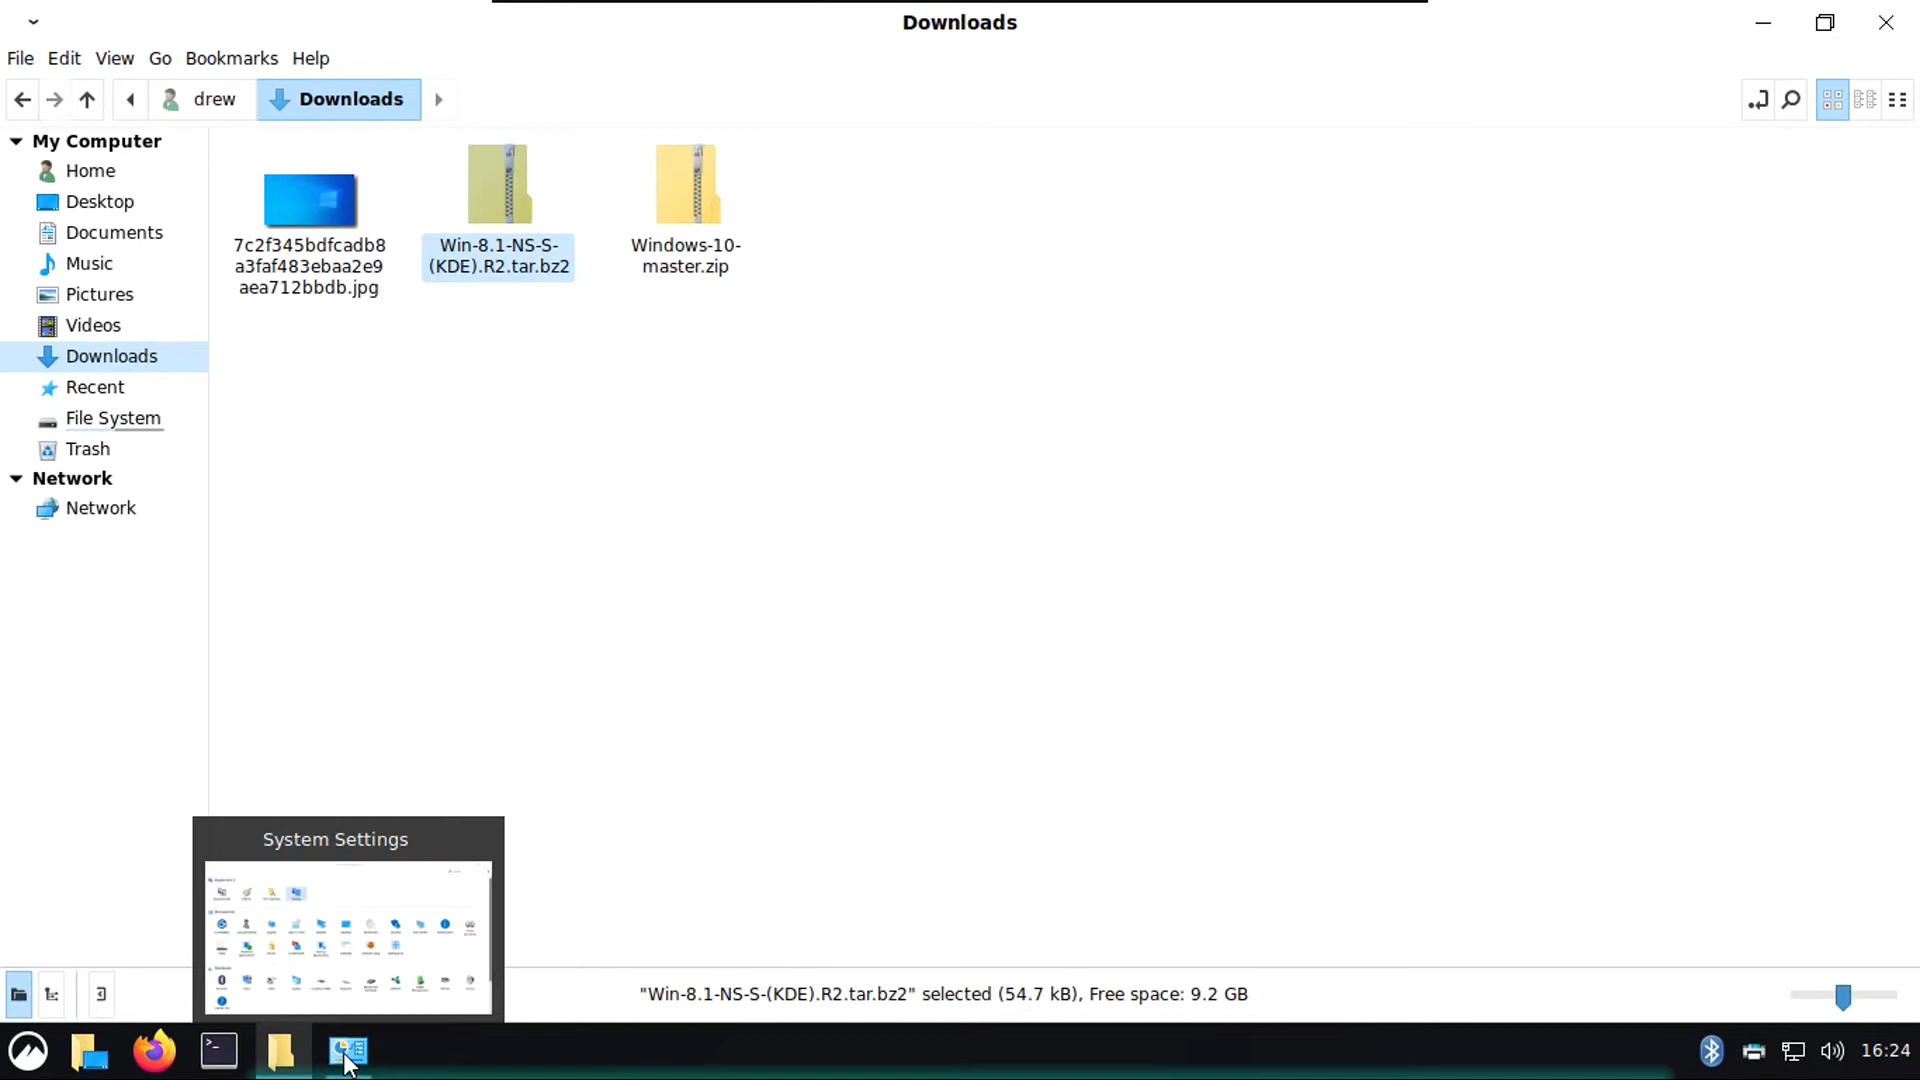 Downloads
File Edit View Go Bookmarks Help
drew Downloads
My Computer
Home
Desktop
Documents
Music
Pictures
Videos
Downloads
Recent
File System
Trash
Network
Network
7c2f345bdfcadb8
a3faf483ebaa2e9
aea712bbdb.jpg
Win-8.1-NS-S-
(KDE).R2.tar.bz2
Windows-10-
master.zip
System Settings
"Win-8.1-NS-S-(KDE).R2.tar.bz2" selected (54.7 kB), Free space: 9.2 GB
16:24